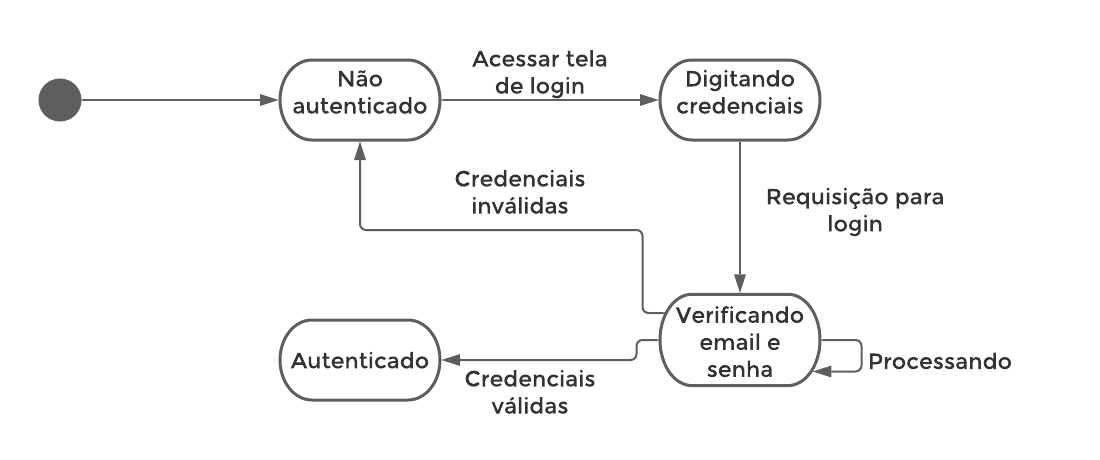 Não
autenticado
Acessar tela
de login
Digitando
credenciais
Credenciais
inválidas
Requisição para
login
Verificando
email e
senha
Autenticado
Processando
Credenciais
válidas